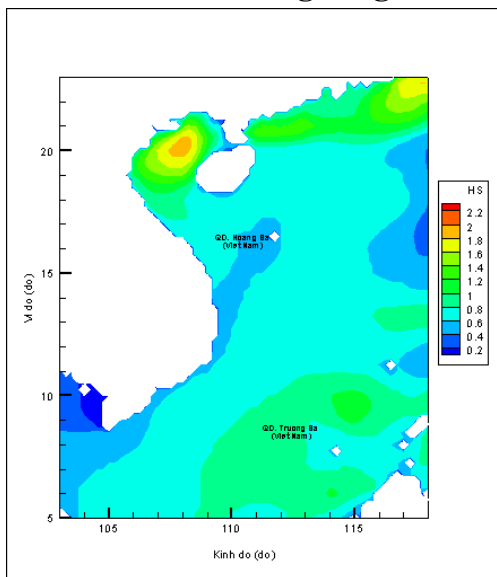 HS
2.2
2
1.8
1.6
1.4
1.2
1
0.8
0.6
0.4
0.2
20
15
10
5
QD. Hoang Sa
(Viet Nam)
QD. Truong Sa
(Viet Nam)
105
110
115
Kinh do (do)
Vi do (do)